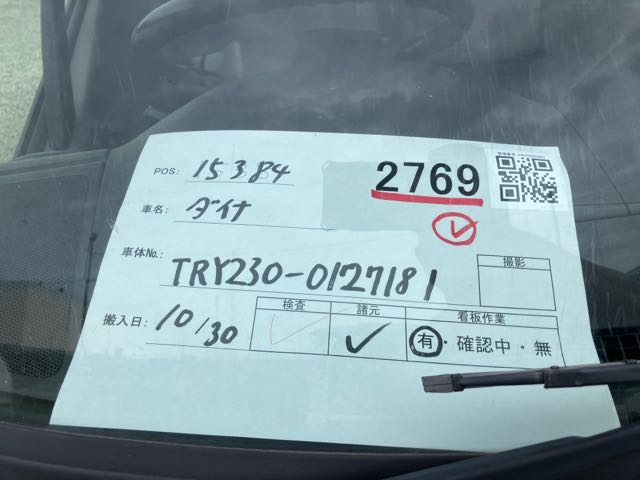 POS: 15384
2769
車名: ダイナ
車体No.: TRY230-0127181
撮影
搬入日: 10/30
検査 諸元 看板作業
有・確認中・無